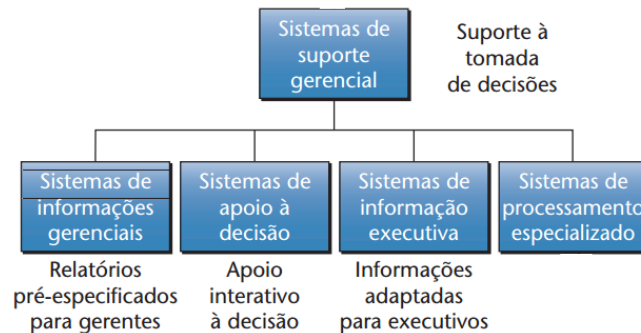 Sistemas de
suporte
gerencial
Suporte à
tomada
de decisões
Sistemas de
informações
gerenciais
Sistemas de
apoio à
decisão
Sistemas de
informação
executiva
Sistemas de
processamento
especializado
Relatórios
pré-especificados
para gerentes
Apoio
interativo
à decisão
Informações
adaptadas
para executivos